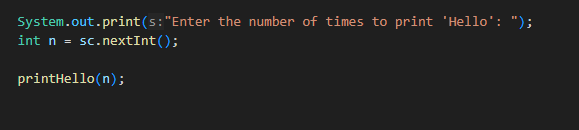 System.out.print(s:"Enter the number of times to print 'Hello': ");
int n = sc.nextInt();
printHello(n);